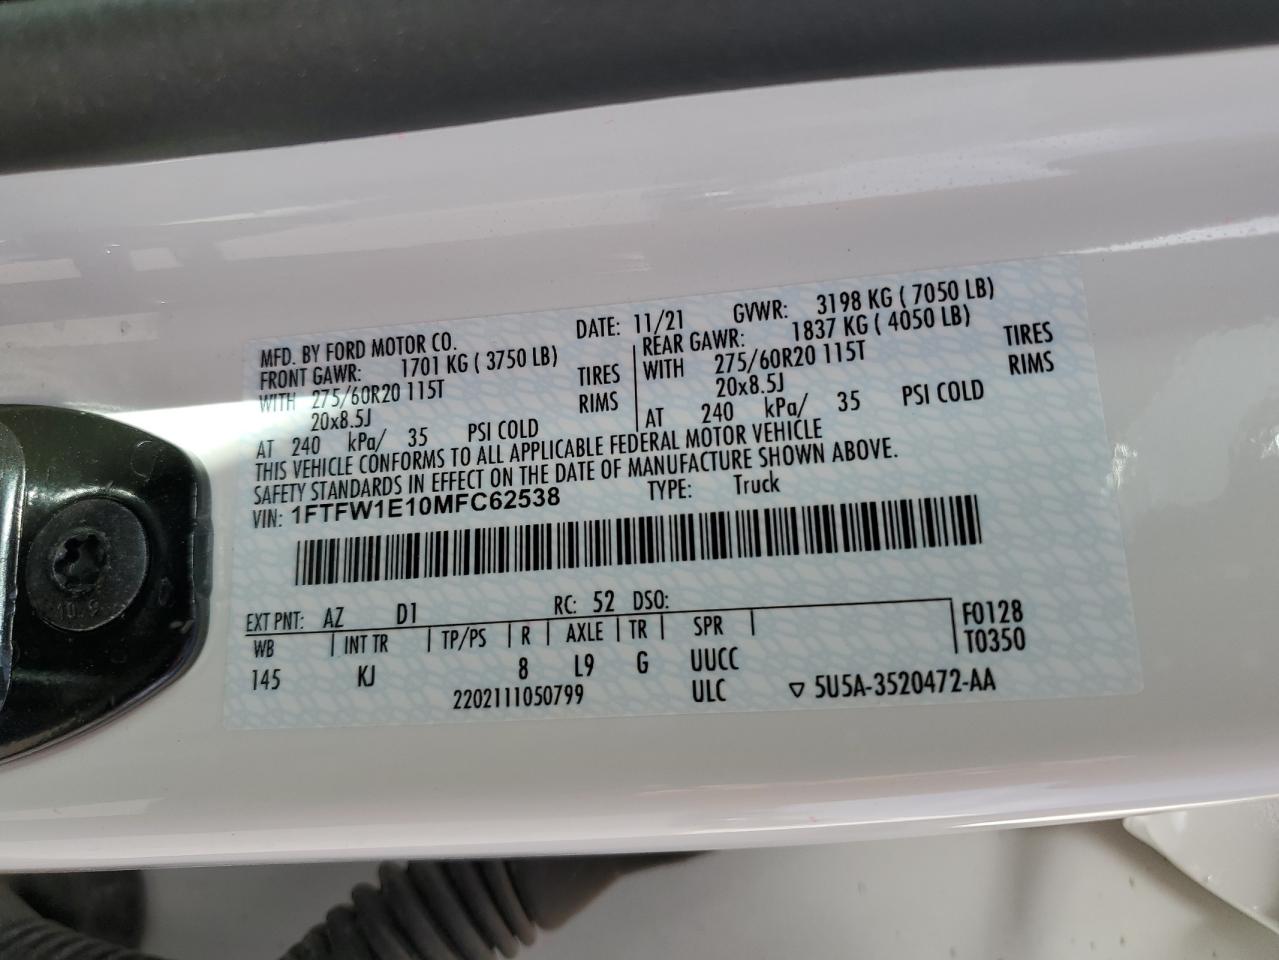 MFD. BY FORD MOTOR CO. DATE: 11/21 GVWR: 3198 KG ( 7050 LB)
FRONT GAWR: 1701 KG ( 3750 LB) REAR GAWR: 1837 KG ( 4050 LB)
WITH 275/60R20 115T TIRES WITH 275/60R20 115T TIRES
20x8.5J RIMS 20x8.5J RIMS
AT 240 kPa/ 35 PSI COLD AT 240 kPa/ 35 PSI COLD
THIS VEHICLE CONFORMS TO ALL APPLICABLE FEDERAL MOTOR VEHICLE
SAFETY STANDARDS IN EFFECT ON THE DATE OF MANUFACTURE SHOWN ABOVE.
VIN: 1FTFW1E10MFC62538 TYPE: Truck
EXT PNT: AZ D1 RC: 52 DSO:
WB INT TR TP/PS R AXLE TR SPR F0128
T0350
145 KJ 8 L9 G UUCC
2202111050799 ULC 5U5A-3520472-AA
10.9